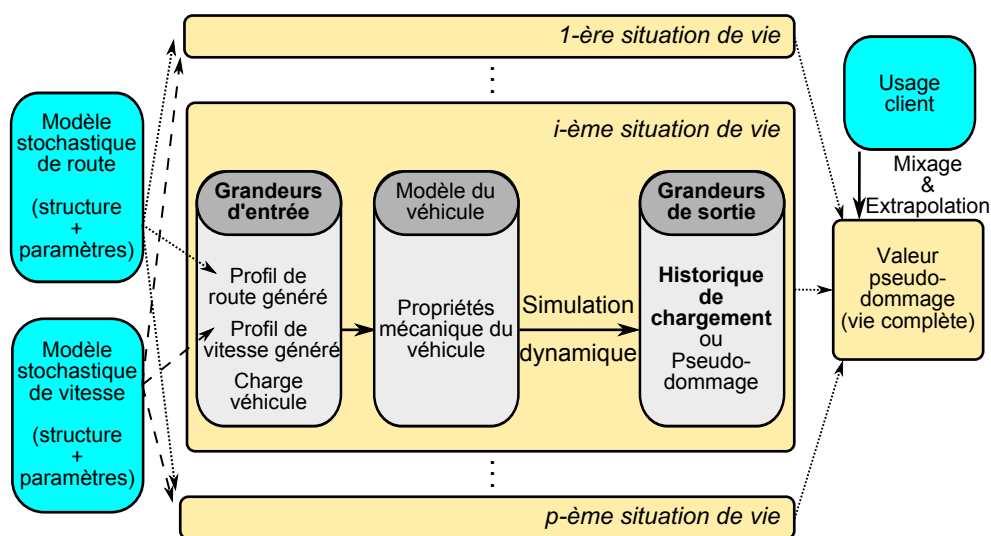 1-ère situation de vie
Modèle
stochastique
de route
(structure
+
paramètres)
Modèle
stochastique
de vitesse
(structure
+
paramètres)
i-ème situation de vie
Grandeurs
d'entrée
Profil de
route généré
Profil de
vitesse généré
Charge
véhicule
Modèle du
véhicule
Propriétés
mécanique du
véhicule
Simulation
dynamique
Grandeurs
de sortie
Historique
de
chargement
ou
Pseudo-
dommage
Usage
client
Mixage
&
Extrapolation
Valeur
pseudo-
dommage
(vie complète)
p-ème situation de vie